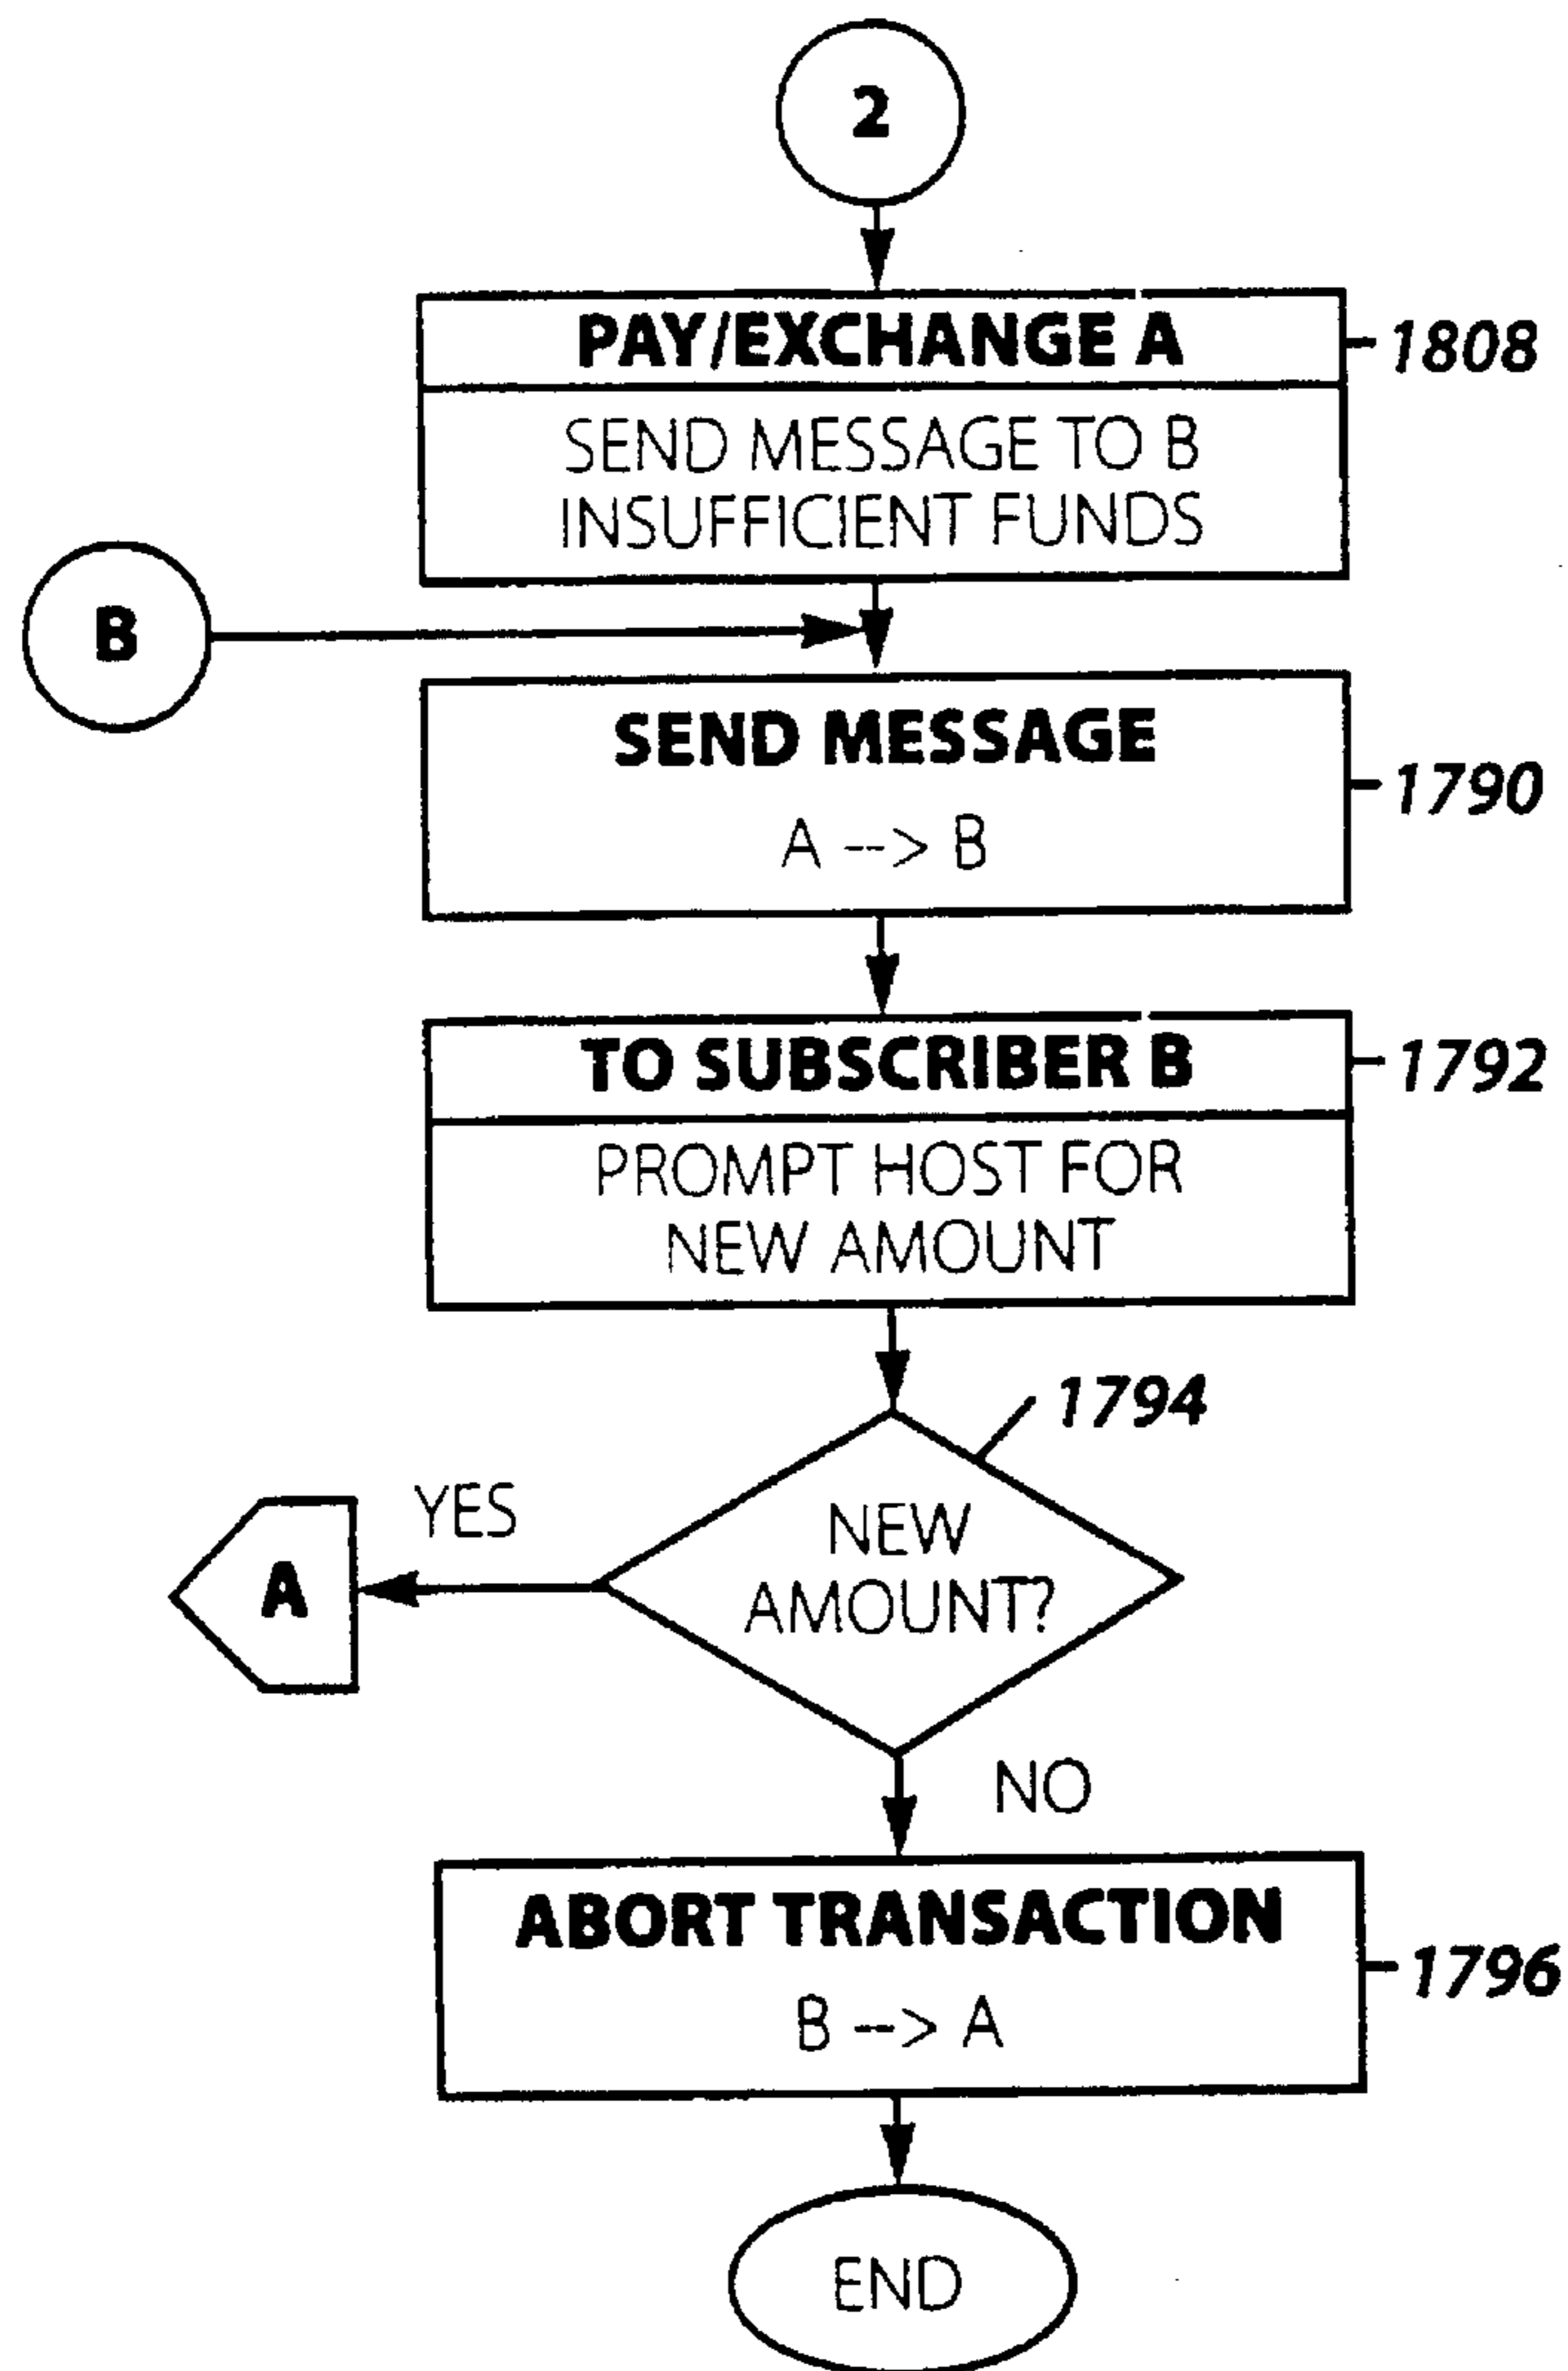 2
PAY/EXCHANGE A
1808
SEND MESSAGE TO B
INSUFFICIENT FUNDS
B
SEND MESSAGE
1790
A --> B
TO SUBSCRIBER B
1792
PROMPT HOST FOR
NEW AMOUNT
1794
YES
NEW
AMOUNT?
A
NO
ABORT TRANSACTION
1796
B --> A
END